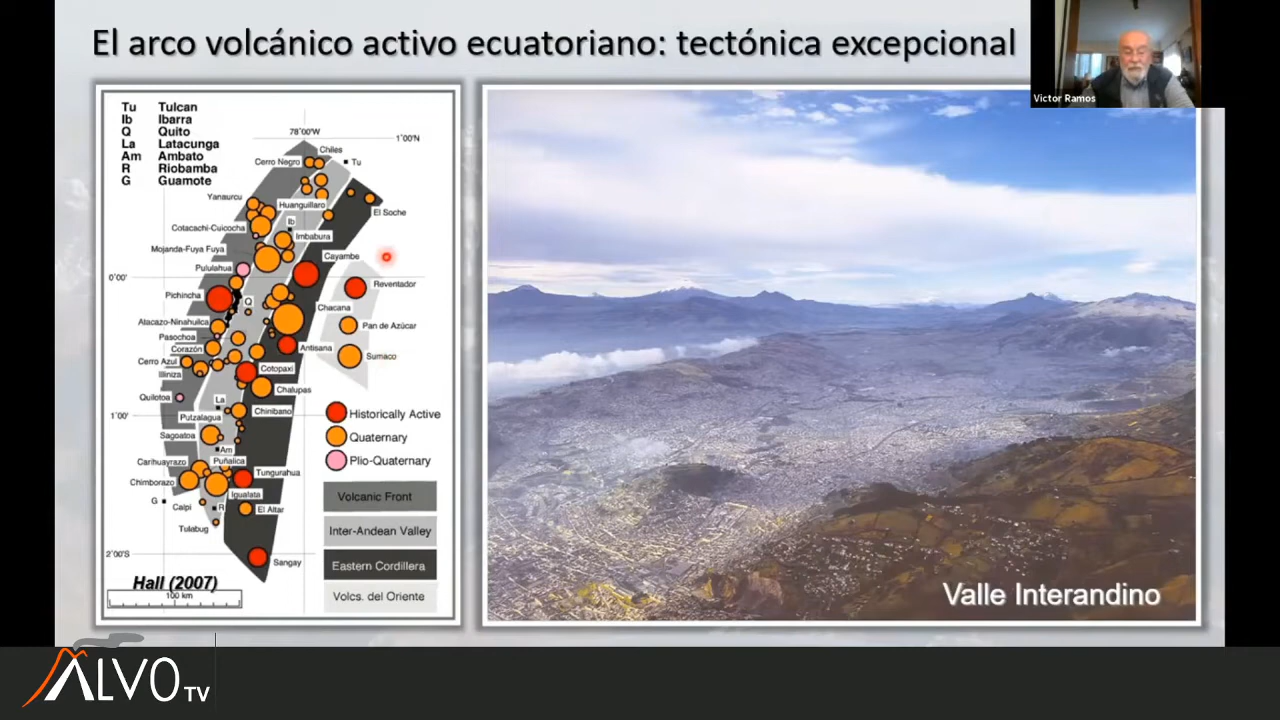 El arco volcánico activo ecuatoriano: tectónica excepcional
Victor Ramos
Tu Tulcan
Ib Ibarra
Q Quito
La Latacunga
Am Ambato
R Riobamba
G Guamote
78°00'W
1°00'N
Chiles
Cerro Negro
Tu
Yanaurcu
Huanguillaro
El Soche
Cotacachi-Cuicocha
Ib
Imbabura
Mojanda-Fuya Fuya
Cayambe
Pululahua
0°00'
Reventador
Pichincha
Q
Chacana
Atacazo-Ninahuilca
Pan de Azúcar
Pasochoa
Corazón
Antisana
Sumaco
Cerro Azul
Illiniza
Cotopaxi
Chalupas
Quilotoa
La
Chinibano
1°00'
Putzalagua
Historically Active
Sagoatoa
Quaternary
Am
Carihuayrazo
Puñalica
Plio-Quaternary
Tungurahua
Chimborazo
Igualata
Volcanic Front
G
Calpi
R
El Altar
Tulabug
Inter-Andean Valley
2°00'S
Sangay
Eastern Cordillera
Hall (2007)
100 km
Volcs. del Oriente
Valle Interandino
ALVO TV